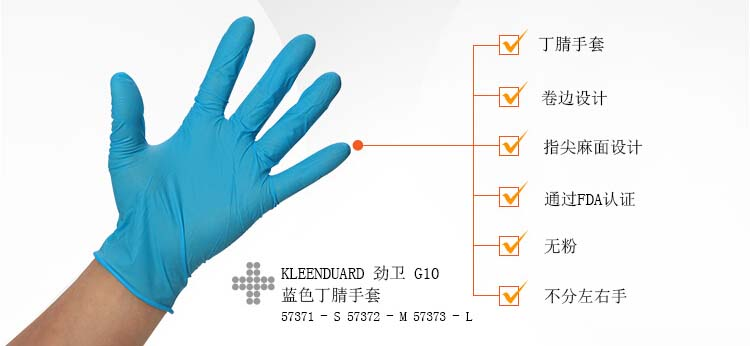 丁腈手套
卷边设计
指尖麻面设计
通过FDA认证
无粉
不分左右手
KLEENDUARD 劲卫 G10
蓝色丁腈手套
57371 - S 57372 - M 57373 - L